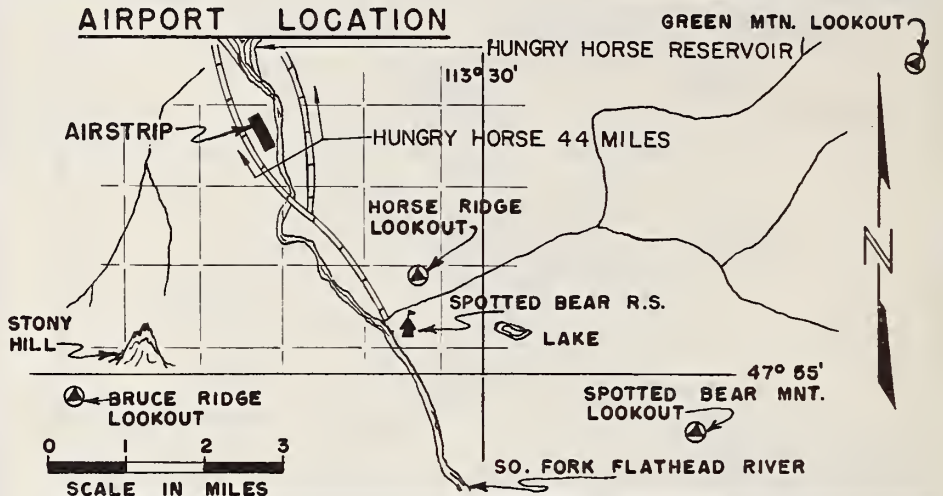 AIRPORT LOCATION
GREEN MTN. LOOKOUT
HUNGRY HORSE RESERVOIR
113° 30'
AIRSTRIP
HUNGRY HORSE 44 MILES
HORSE RIDGE
LOOKOUT
N
SPOTTED BEAR R.S.
STONY
HILL
LAKE
47° 55'
BRUCE RIDGE
LOOKOUT
SPOTTED BEAR MNT.
LOOKOUT
0 1 2 3
SCALE IN MILES
SO. FORK FLATHEAD RIVER